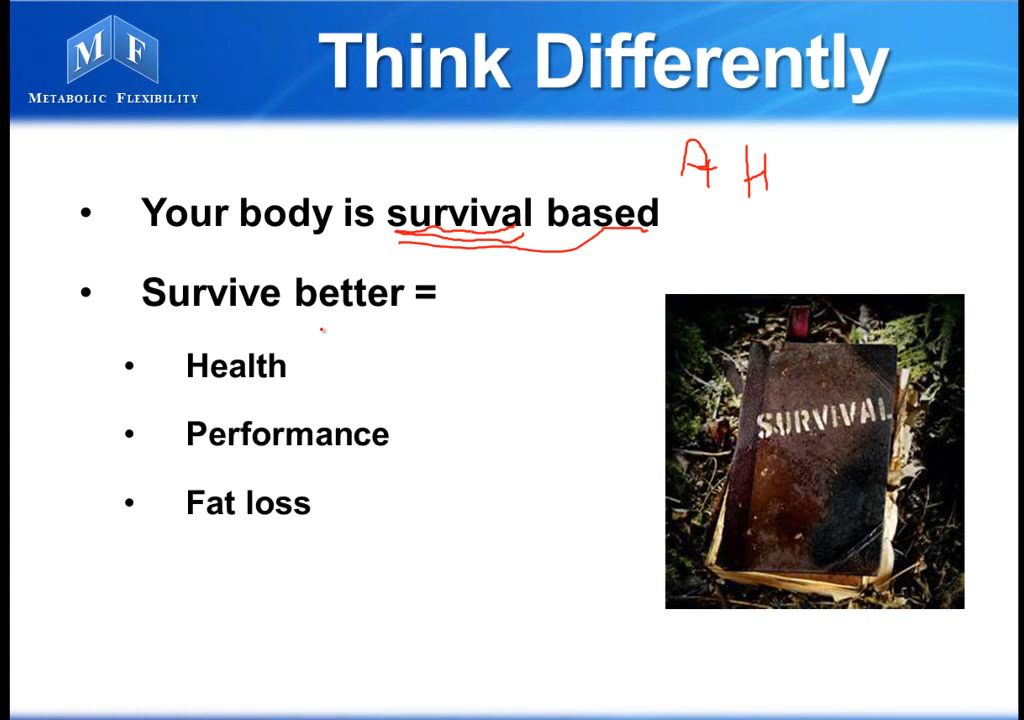 M F
METABOLIC FLEXIBILITY
Think Differently
A H
• Your body is survival based
• Survive better =
• Health
• Performance
• Fat loss
SURVIVAL